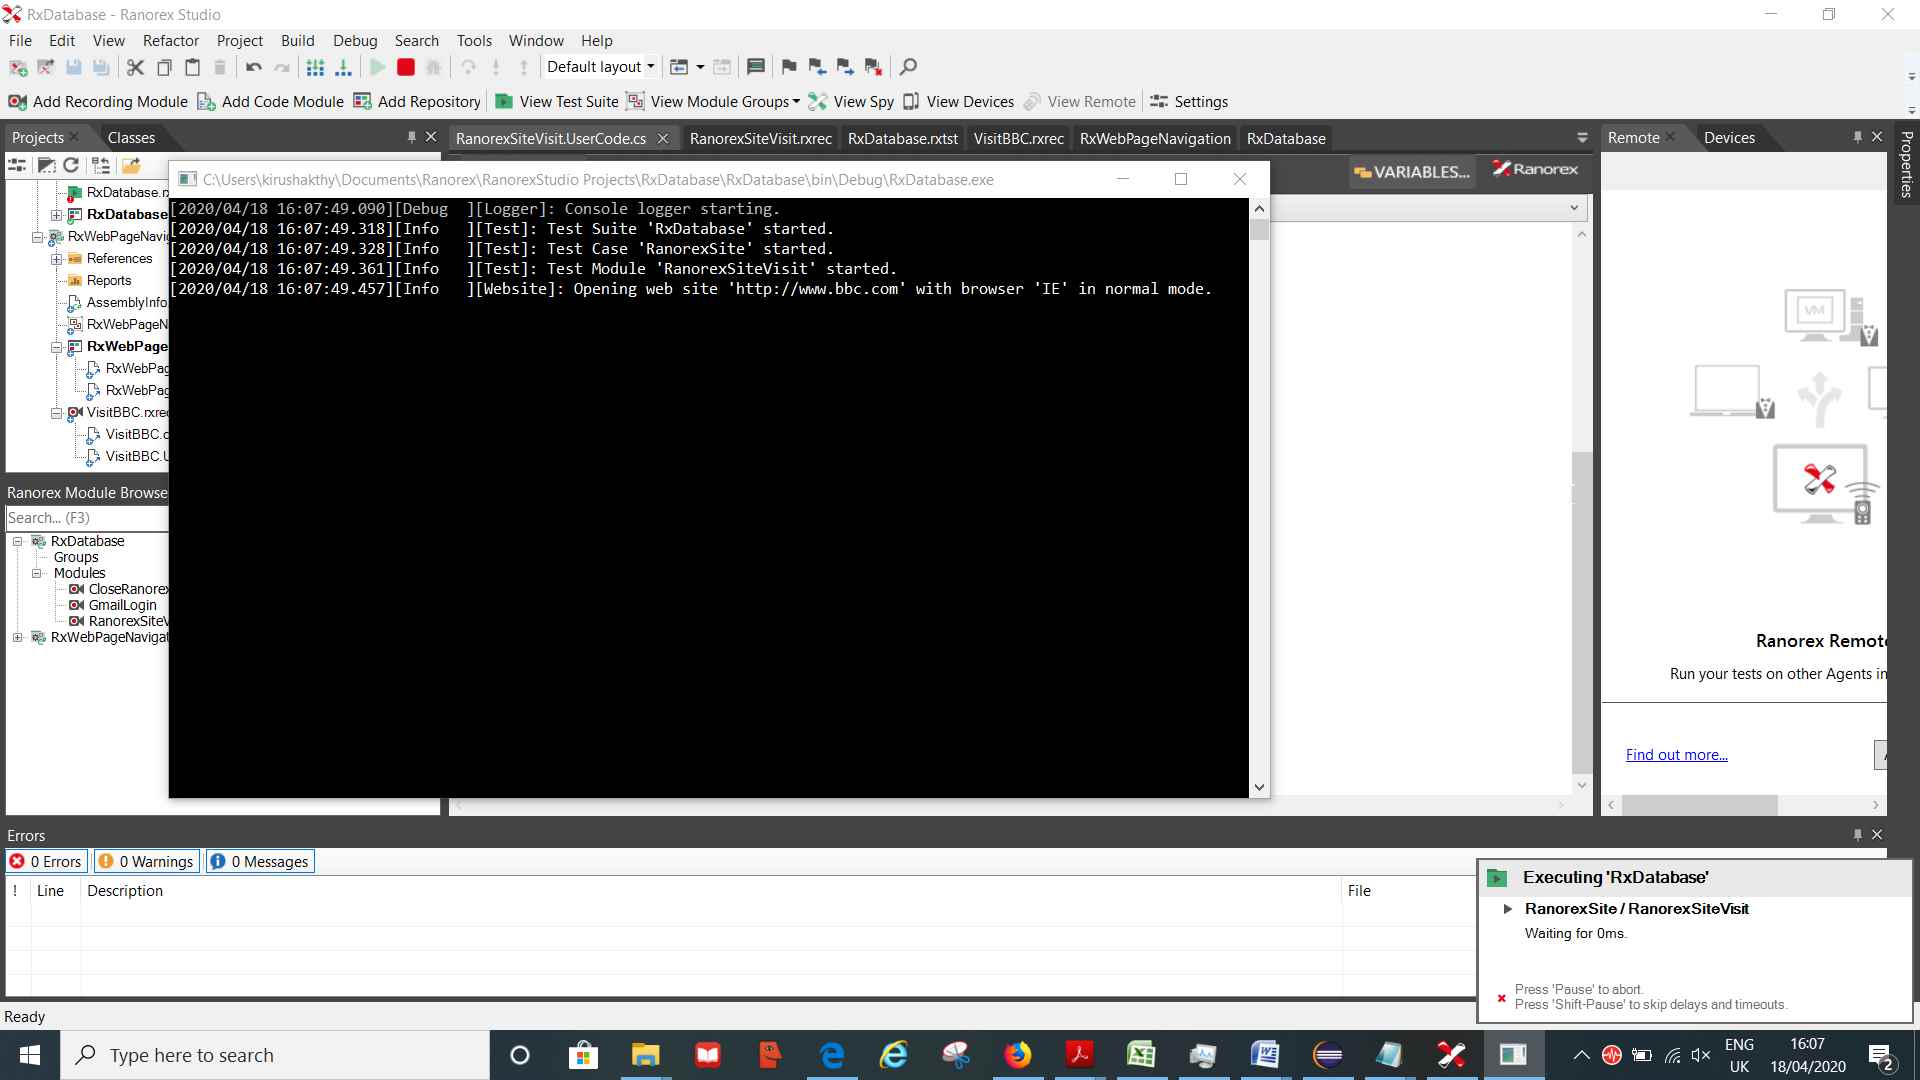 RxDatabase - Ranorex Studio
File Edit View Refactor Project Build Debug Search Tools Window Help
Default layout
Add Recording Module Add Code Module Add Repository View Test Suite View Module Groups View Spy View Devices View Remote Settings
Projects Classes
RanorexSiteVisit.UserCode.cs RanorexSiteVisit.rxrec RxDatabase.rxtst VisitBBC.rxrec RxWebPageNavigation RxDatabase
Remote Devices
Properties
VARIABLES... Ranorex
RxDatabase.r
RxDatabase
RxWebPageNavi
References
Reports
AssemblyInfo
RxWebPageN
RxWebPage
RxWebPag
RxWebPag
VisitBBC.rxrec
VisitBBC.c
VisitBBC.U
C:\Users\kirushakthy\Documents\Ranorex\RanorexStudio Projects\RxDatabase\RxDatabase\bin\Debug\RxDatabase.exe
[2020/04/18 16:07:49.090][Debug  ][Logger]: Console logger starting.
[2020/04/18 16:07:49.318][Info   ][Test]: Test Suite 'RxDatabase' started.
[2020/04/18 16:07:49.328][Info   ][Test]: Test Case 'RanorexSite' started.
[2020/04/18 16:07:49.361][Info   ][Test]: Test Module 'RanorexSiteVisit' started.
[2020/04/18 16:07:49.457][Info   ][Website]: Opening web site 'http://www.bbc.com' with browser 'IE' in normal mode.
Ranorex Module Browse
Search... (F3)
RxDatabase
Groups
Modules
CloseRanorex
GmailLogin
RanorexSiteV
RxWebPageNavigat
VM
Ranorex Remote
Run your tests on other Agents in
Find out more...
Errors
0 Errors 0 Warnings 0 Messages
! Line Description File
Executing 'RxDatabase'
RanorexSite / RanorexSiteVisit
Waiting for 0ms.
Press 'Pause' to abort.
Press 'Shift-Pause' to skip delays and timeouts.
Ready
Type here to search
ENG
UK
16:07
18/04/2020
2